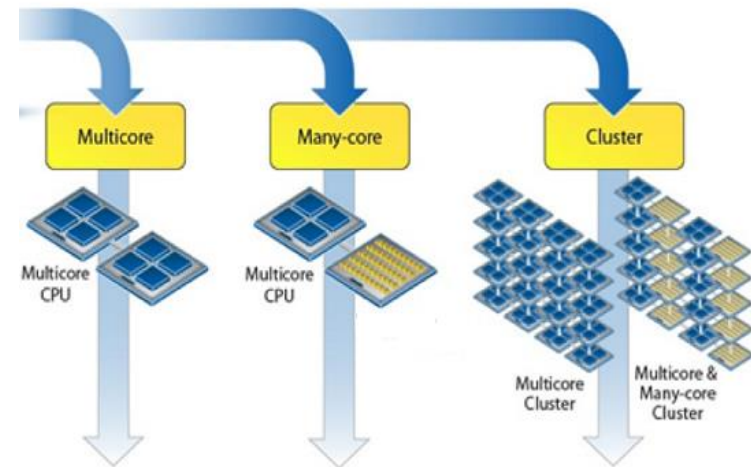 Multicore
Many-core
Cluster
Multicore
CPU
Multicore
CPU
Multicore
Cluster
Multicore &
Many-core
Cluster